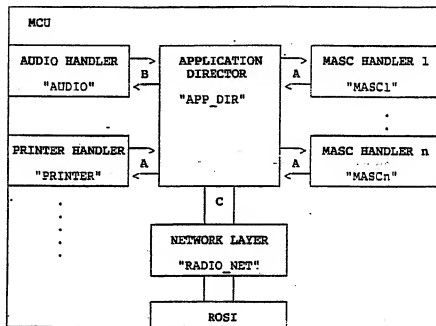 MCU
AUDIO HANDLER
"AUDIO"
B
APPLICATION
DIRECTOR
"APP_DIR"
A
MASC HANDLER 1
"MASC1"
PRINTER HANDLER
"PRINTER"
A
A
MASC HANDLER n
"MASCn"
C
NETWORK LAYER
"RADIO_NET"
ROSI